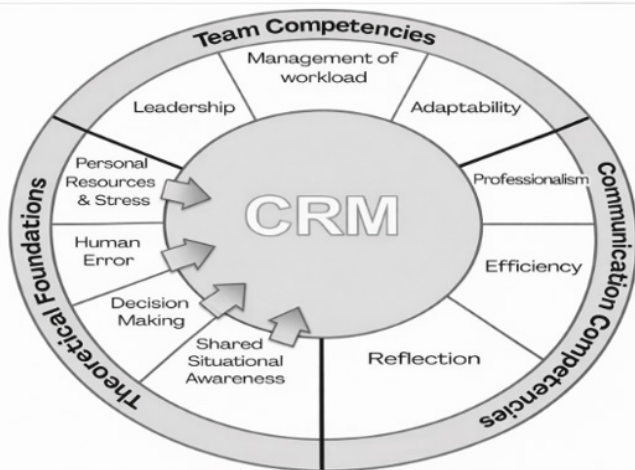 Team Competencies
Management of
workload
Leadership
Adaptability
Personal
Resources
& Stress
Professionalism
CRM
Human
Error
Efficiency
Decision
Making
Shared
Situational
Awareness
Reflection
Theoretical Foundations
Communication Competencies